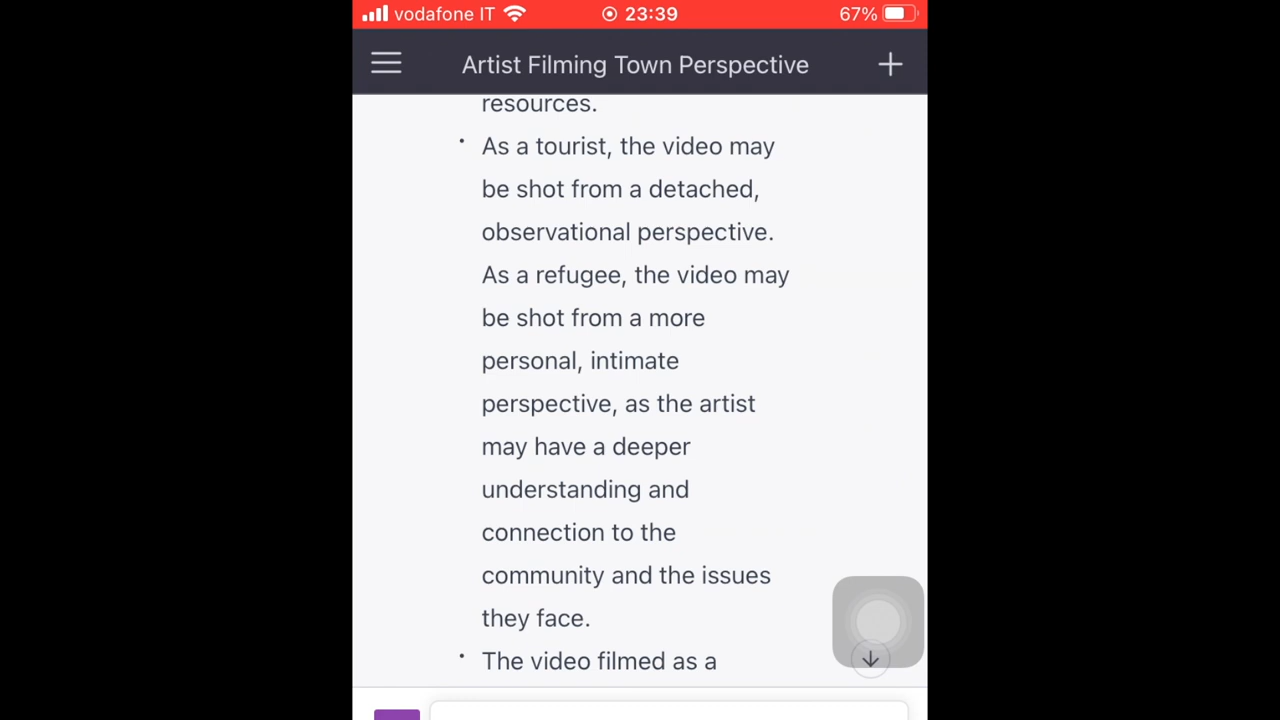 vodafone IT 23:39 67%
Artist Filming Town Perspective
resources.
• As a tourist, the video may
be shot from a detached,
observational perspective.
As a refugee, the video may
be shot from a more
personal, intimate
perspective, as the artist
may have a deeper
understanding and
connection to the
community and the issues
they face.
• The video filmed as a